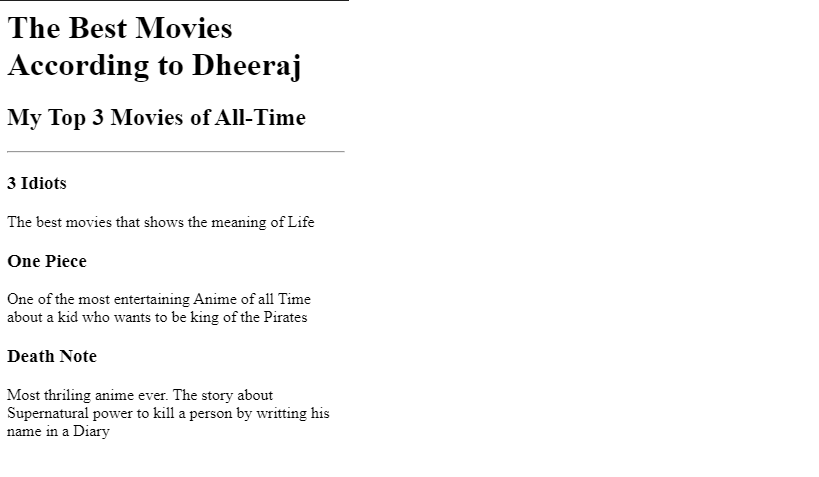 The Best Movies
According to Dheeraj
My Top 3 Movies of All-Time
3 Idiots
The best movies that shows the meaning of Life
One Piece
One of the most entertaining Anime of all Time
about a kid who wants to be king of the Pirates
Death Note
Most thriling anime ever. The story about
Supernatural power to kill a person by writting his
name in a Diary